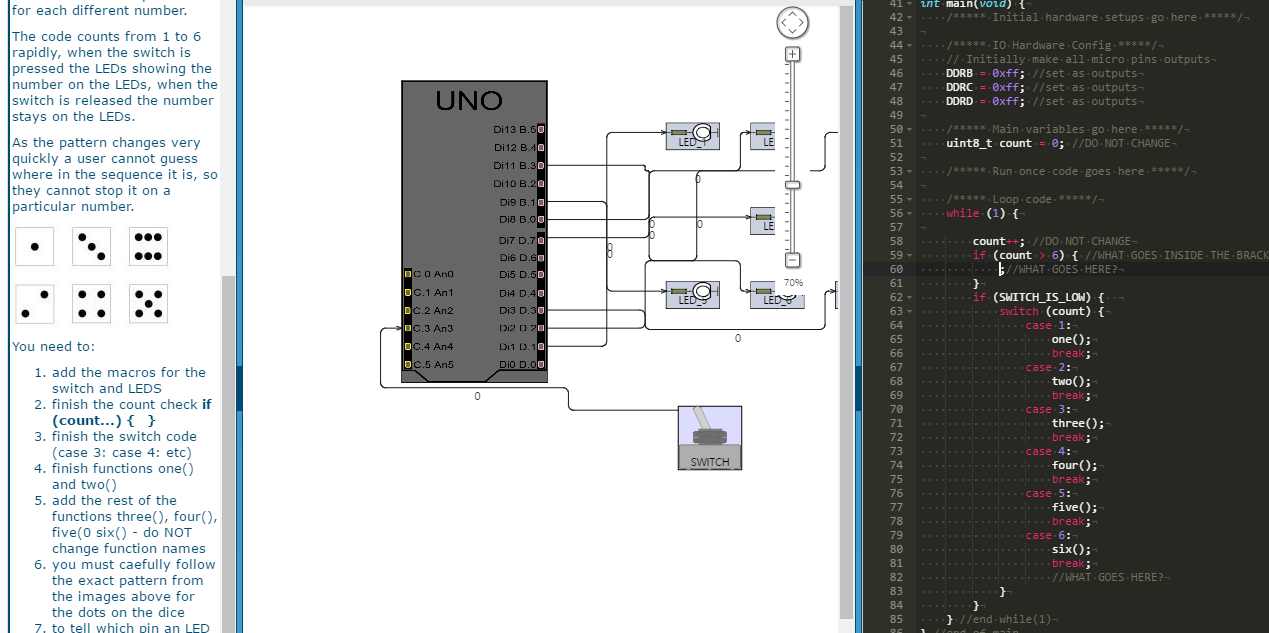 for each different number.
The code counts from 1 to 6
rapidly, when the switch is
pressed the LEDs showing the
number on the LEDs, when the
switch is released the number
stays on the LEDs.
As the pattern changes very
quickly a user cannot guess
where in the sequence it is, so
they cannot stop it on a
particular number.
You need to:
1. add the macros for the
switch and LEDS
2. finish the count check if
(count...) { }
3. finish the switch code
(case 3: case 4: etc)
4. finish functions one()
and two()
5. add the rest of the
functions three(), four(),
five(0 six() - do NOT
change function names
6. you must caefully follow
the exact pattern from
the images above for
the dots on the dice
7. to tell which pin an LED
UNO
Di13 B.5
Di12 B.4
Di11 B.3
Di10 B.2
Di9 B.1
Di8 B.0
Di7 D.7
Di6 D.6
Di5 D.5
Di4 D.4
Di3 D.3
Di2 D.2
Di1 D.1
Di0 D.0
C.0 An0
C.1 An1
C.2 An2
C.3 An3
C.4 An4
C.5 An5
LE
LE
0
0
0
0
0
0
0
0
SWITCH
70%
41 int main(void) {
42 /***** Initial hardware setups go here *****/
43
44 /***** IO Hardware Config *****/
45 // Initially make all micro pins outputs
46 DDRB = 0xff; //set as outputs
47 DDRC = 0xff; //set as outputs
48 DDRD = 0xff; //set as outputs
49
50 /***** Main variables go here *****/
51 uint8_t count = 0; //DO NOT CHANGE
52
53 /***** Run once code goes here *****/
54
55 /***** Loop code *****/
56 while (1) {
57
58 count++; //DO NOT CHANGE
59 if (count > 6) { //WHAT GOES INSIDE THE BRACK
60 ; //WHAT GOES HERE?
61 }
62 if (SWITCH_IS_LOW) {
63 switch (count) {
64 case 1:
65 one();
66 break;
67 case 2:
68 two();
69 break;
70 case 3:
71 three();
72 break;
73 case 4:
74 four();
75 break;
76 case 5:
77 five();
78 break;
79 case 6:
80 six();
81 break;
82 //WHAT GOES HERE?
83 }
84 }
85 } //end while(1)
86 } //end of main